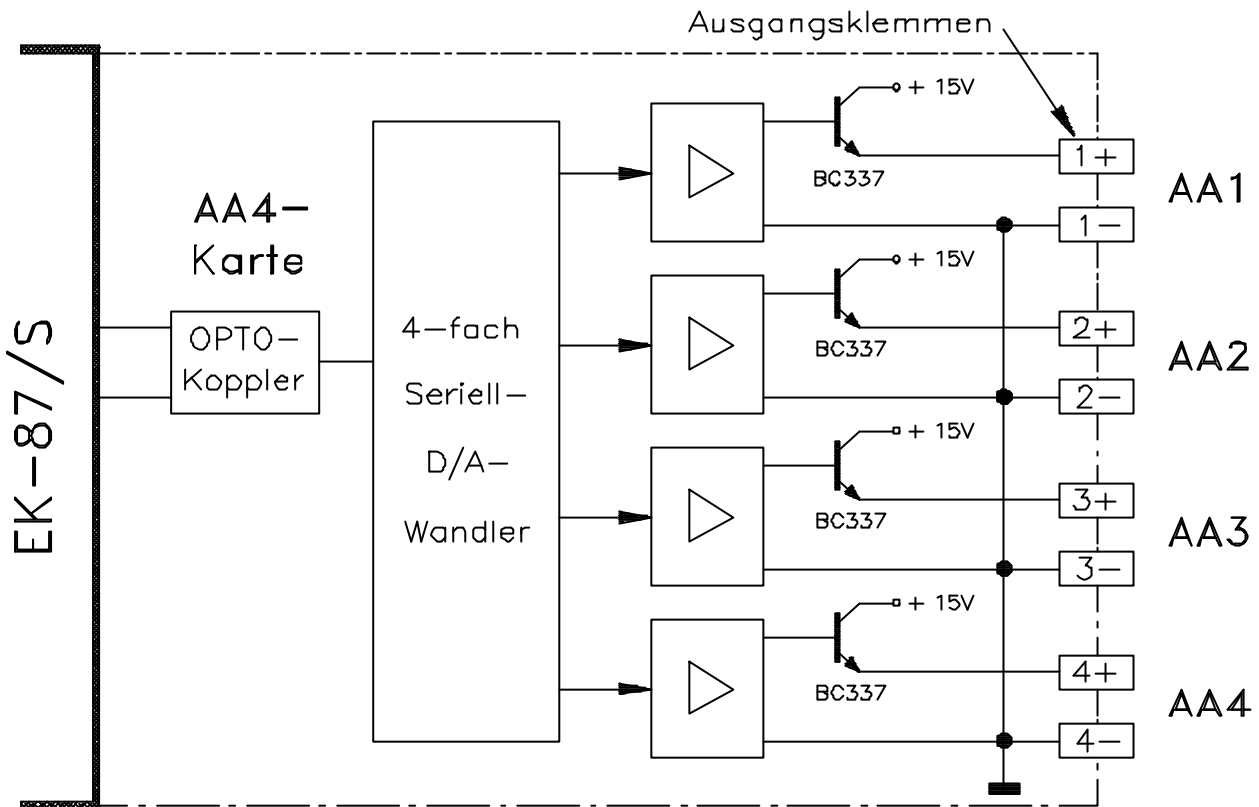 Ausgangsklemmen
EK-87/S
AA4-
Karte
OPTO-
Koppler
4-fach
Seriell-
D/A-
Wandler
+ 15V
BC337
1+
1-
AA1
+ 15V
BC337
2+
2-
AA2
+ 15V
BC337
3+
3-
AA3
+ 15V
BC337
4+
4-
AA4